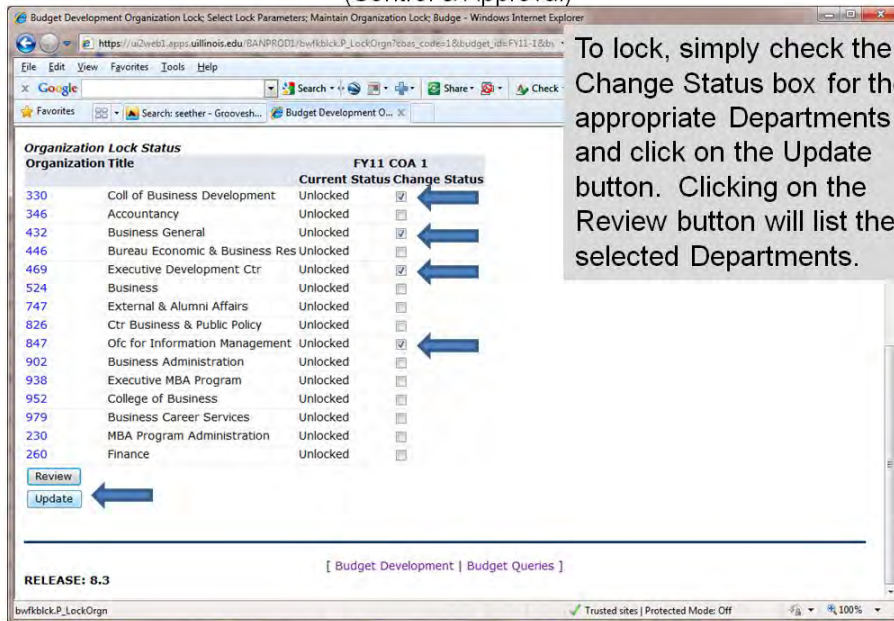 (Control & Approval)
Budget Development Organization Lock; Select Lock Parameters; Maintain Organization Lock; Budge - Windows Internet Explorer
https://ui2web1.apps.uillinois.edu/BANPROD1/bwfkblck.P_LockOrgn?coas_code=1&budget_id=FY11-1&bv
File Edit View Favorites Tools Help
x Google Search Share Check
Favorites Search: seether - Groovesh... Budget Development O... X
To lock, simply check the
Change Status box for the
appropriate Departments
and click on the Update
button. Clicking on the
Review button will list the
selected Departments.
Organization Lock Status
Organization Title FY11 COA 1
Current Status Change Status
330 Coll of Business Development Unlocked
346 Accountancy Unlocked
432 Business General Unlocked
446 Bureau Economic & Business Res Unlocked
469 Executive Development Ctr Unlocked
524 Business Unlocked
747 External & Alumni Affairs Unlocked
826 Ctr Business & Public Policy Unlocked
847 Ofc for Information Management Unlocked
902 Business Administration Unlocked
938 Executive MBA Program Unlocked
952 College of Business Unlocked
979 Business Career Services Unlocked
230 MBA Program Administration Unlocked
260 Finance Unlocked
Review
Update
[ Budget Development | Budget Queries ]
RELEASE: 8.3
bwfkblck.P_LockOrgn Trusted sites | Protected Mode: Off 100%